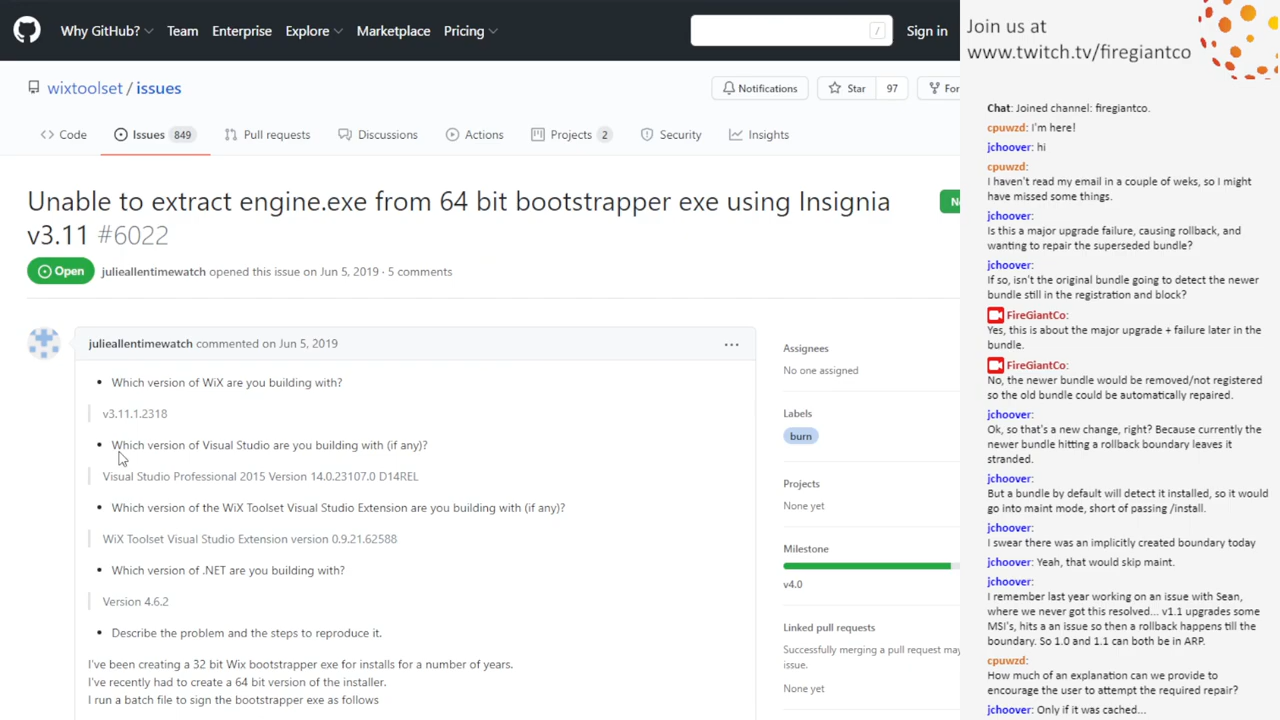 Why GitHub? Team Enterprise Explore Marketplace Pricing / Sign in
wixtoolset / issues Notifications Star 97 For
Code Issues 849 Pull requests Discussions Actions Projects 2 Security Insights
Unable to extract engine.exe from 64 bit bootstrapper exe using Insignia
v3.11 #6022
Open julieallentimewatch opened this issue on Jun 5, 2019 · 5 comments
julieallentimewatch commented on Jun 5, 2019 ...
• Which version of WiX are you building with?
v3.11.1.2318
• Which version of Visual Studio are you building with (if any)?
Visual Studio Professional 2015 Version 14.0.23107.0 D14REL
• Which version of the WiX Toolset Visual Studio Extension are you building with (if any)?
WiX Toolset Visual Studio Extension version 0.9.21.62588
• Which version of .NET are you building with?
Version 4.6.2
• Describe the problem and the steps to reproduce it.
I've been creating a 32 bit Wix bootstrapper exe for installs for a number of years.
I've recently had to create a 64 bit version of the installer.
I run a batch file to sign the bootstrapper exe as follows
Assignees
No one assigned
Labels
burn
Projects
None yet
Milestone
v4.0
Linked pull requests
Successfully merging a pull request may
issue.
None yet
Join us at
www.twitch.tv/firegiantco
Chat: Joined channel: firegiantco.
cpuwzd: I'm here!
jchoover: hi
cpuwzd:
I haven't read my email in a couple of weks, so I might
have missed some things.
jchoover:
Is this a major upgrade failure, causing rollback, and
wanting to repair the superseded bundle?
jchoover:
If so, isn't the original bundle going to detect the newer
bundle still in the registration and block?
FireGiantCo:
Yes, this is about the major upgrade + failure later in the
bundle.
FireGiantCo:
No, the newer bundle would be removed/not registered
so the old bundle could be automatically repaired.
jchoover:
Ok, so that's a new change, right? Because currently the
newer bundle hitting a rollback boundary leaves it
stranded.
jchoover:
But a bundle by default will detect it installed, so it would
go into maint mode, short of passing /install.
jchoover:
I swear there was an implicitly created boundary today
jchoover: Yeah, that would skip maint.
jchoover:
I remember last year working on an issue with Sean,
where we never got this resolved... v1.1 upgrades some
MSI's, hits a an issue so then a rollback happens till the
boundary. So 1.0 and 1.1 can both be in ARP.
cpuwzd:
How much of an explanation can we provide to
encourage the user to attempt the required repair?
jchoover: Only if it was cached...